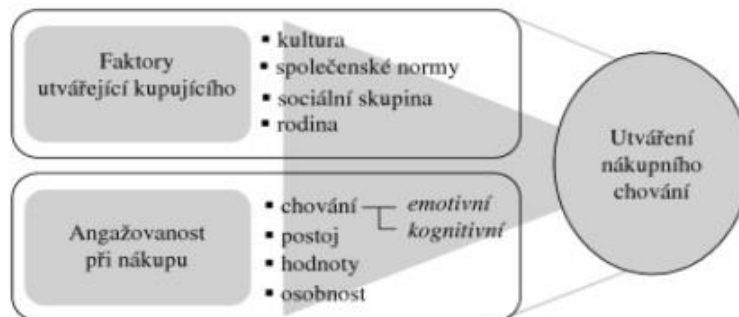 Faktory
utvářející kupujícího
▪ kultura
▪ společenské normy
▪ sociální skupina
▪ rodina
Angažovanost
při nákupu
▪ chování
emotivní
kognitivní
▪ postoj
▪ hodnoty
▪ osobnost
Utváření
nákupního
chování